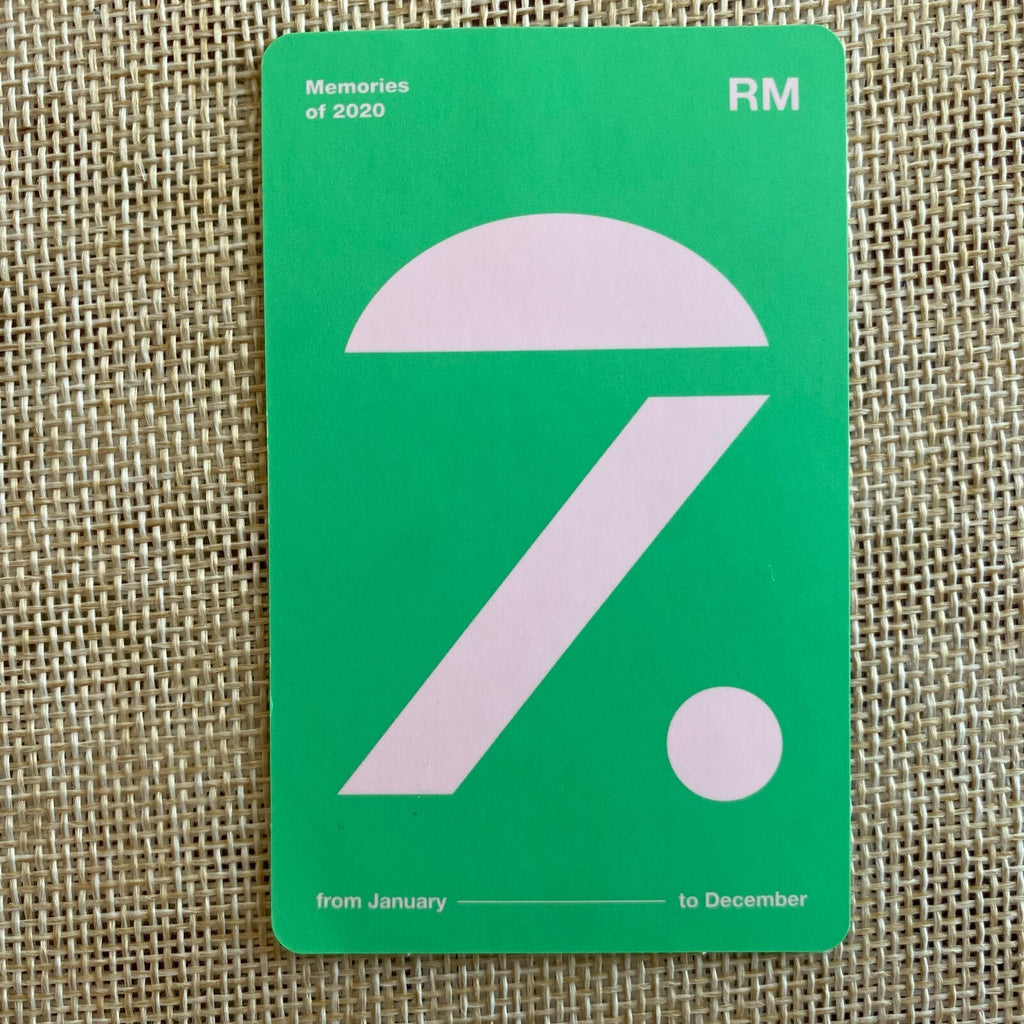 Memories
of 2020
RM
from January
to December